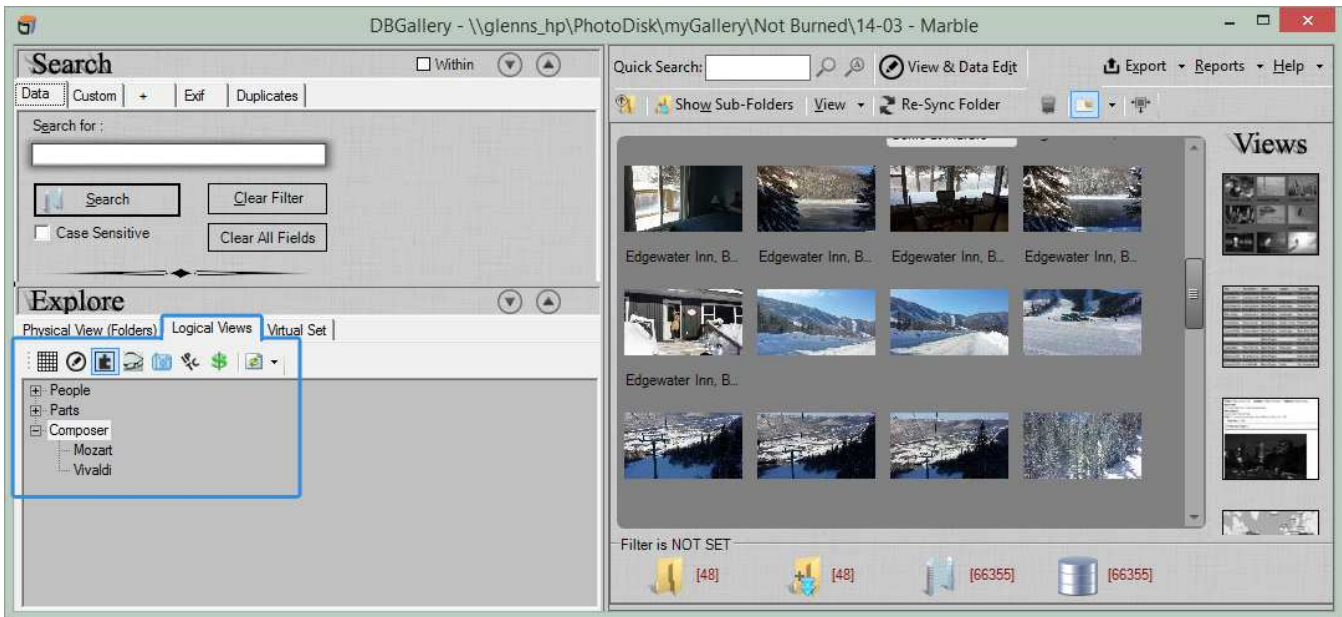 DBGallery - \\glenns_hp\PhotoDisk\myGallery\Not Burned\14-03 - Marble
Search
Within
Data Custom + Exif Duplicates
Search for :
Search Clear Filter
Case Sensitive Clear All Fields
Explore
Physical View (Folders) Logical Views Virtual Set
People
Parts
Composer
Mozart
Vivaldi
Quick Search: View & Data Edit Export Reports Help
Show Sub-Folders View Re-Sync Folder
Views
Edgewater Inn, B... Edgewater Inn, B... Edgewater Inn, B... Edgewater Inn, B...
Edgewater Inn, B...
Filter is NOT SET
[48] [48] [66355] [66355]